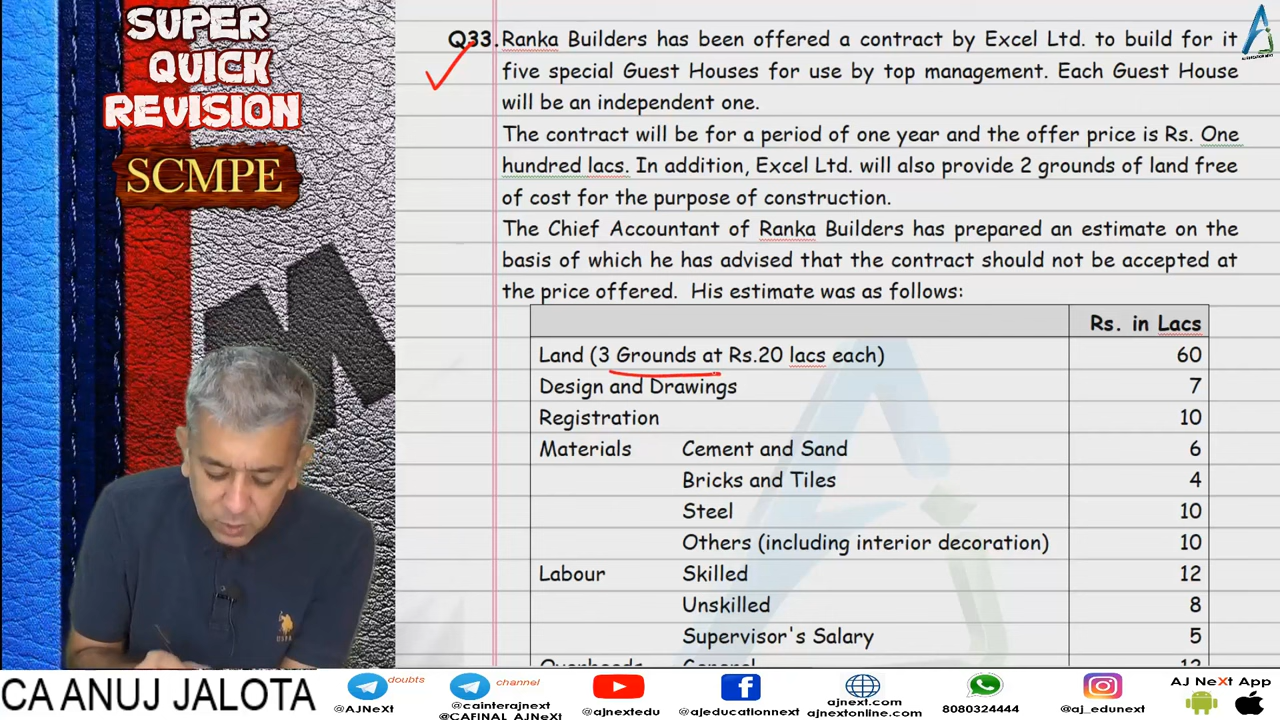 SUPER
QUICK
REVISION
SCMPE
Q33. Ranka Builders has been offered a contract by Excel Ltd. to build for it
five special Guest Houses for use by top management. Each Guest House
will be an independent one.
The contract will be for a period of one year and the offer price is Rs. One
hundred lacs. In addition, Excel Ltd. will also provide 2 grounds of land free
of cost for the purpose of construction.
The Chief Accountant of Ranka Builders has prepared an estimate on the
basis of which he has advised that the contract should not be accepted at
the price offered. His estimate was as follows:
Rs. in Lacs
Land (3 Grounds at Rs.20 lacs each) 60
Design and Drawings 7
Registration 10
Materials Cement and Sand 6
Bricks and Tiles 4
Steel 10
Others (including interior decoration) 10
Labour Skilled 12
Unskilled 8
Supervisor's Salary 5
Overheads General 12
CA ANUJ JALOTA
doubts
@AJNext
channel
@cainterajnext
@CAFINAL_AJNeXt
@ajnextedu
@ajeducationnext
ajnext.com
ajnextonline.com
8080324444
@aj_edunext
AJ NeXt App